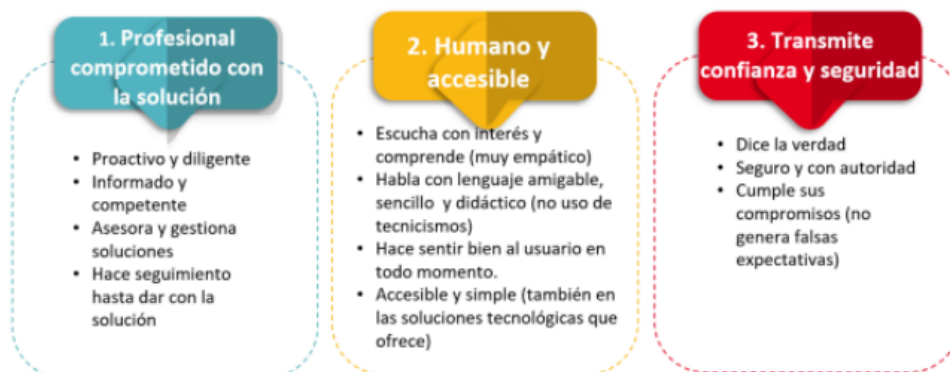 1. Profesional
comprometido con
la solución
• Proactivo y diligente
• Informado y
competente
• Asesora y gestiona
soluciones
• Hace seguimiento
hasta dar con la
solución
2. Humano y
accesible
• Escucha con interés y
comprende (muy empático)
• Habla con lenguaje amigable,
sencillo y didáctico (no uso de
tecnicismos)
• Hace sentir bien al usuario en
todo momento.
• Accesible y simple (también en
las soluciones tecnológicas que
ofrece)
3. Transmite
confianza y seguridad
• Dice la verdad
• Seguro y con autoridad
• Cumple sus
compromisos (no
genera falsas
expectativas)